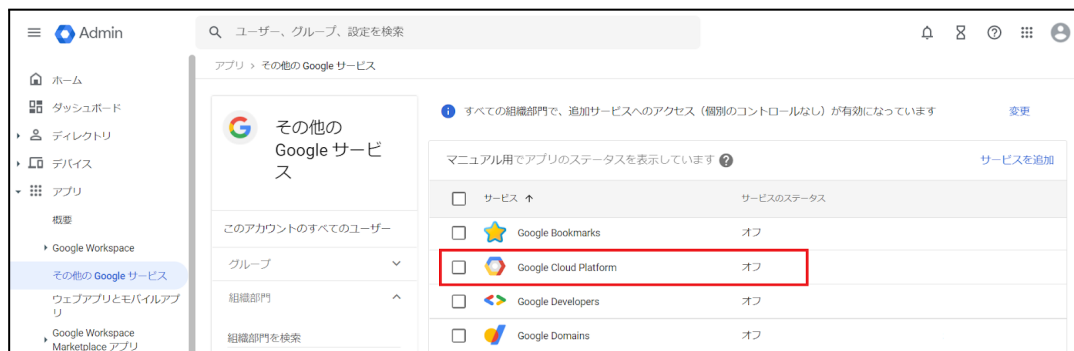 Admin
ユーザー、グループ、設定を検索
アプリ > その他の Google サービス
ホーム
ダッシュボード
ディレクトリ
デバイス
アプリ
概要
Google Workspace
その他の Google サービス
ウェブアプリとモバイルアプ
リ
Google Workspace
Marketplace アプリ
その他の
Google サービ
ス
このアカウントのすべてのユーザー
グループ
組織部門
組織部門を検索
すべての組織部門で、追加サービスへのアクセス(個別のコントロールなし)が有効になっています
変更
マニュアル用でアプリのステータスを表示しています
サービスを追加
サービス ↑ サービスのステータス
Google Bookmarks オフ
Google Cloud Platform オフ
Google Developers オフ
Google Domains オフ